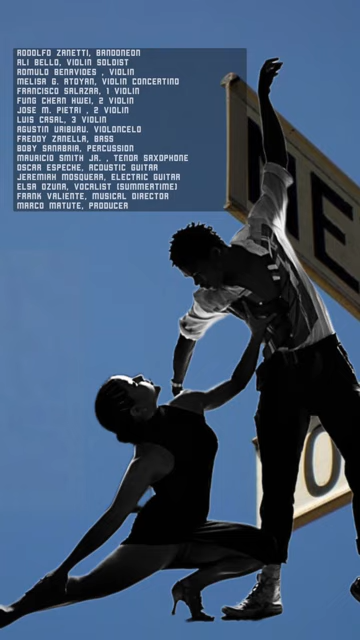 RODOLFO ZANETTI, BANDONEON
ALI BELLO, VIOLIN SOLOIST
ROMULO BENAVIDES , VIOLIN
MELISA G. ATOYAN, VIOLIN CONCERTINO
FRANCISCO SALAZAR, 1 VIOLIN
FUNG CHERN HWEI, 2 VIOLIN
JOSE M. PIETRI , 2 VIOLIN
LUIS CASAL, 3 VIOLIN
AGUSTIN URIBURU, VIOLONCELO
FREDDY ZANELLA, BASS
BOBY SANABRIA, PERCUSSION
MAURICIO SMITH JR. , TENOR SAXOPHONE
OSCAR ESPECHE, ACOUSTIC GUITAR
JEREMIAH MOSQUERA, ELECTRIC GUITAR
ELSA OZUNA, VOCALIST (SUMMERTIME)
FRANK VALIENTE, MUSICAL DIRECTOR
MARCO MATUTE, PRODUCER
NE
O